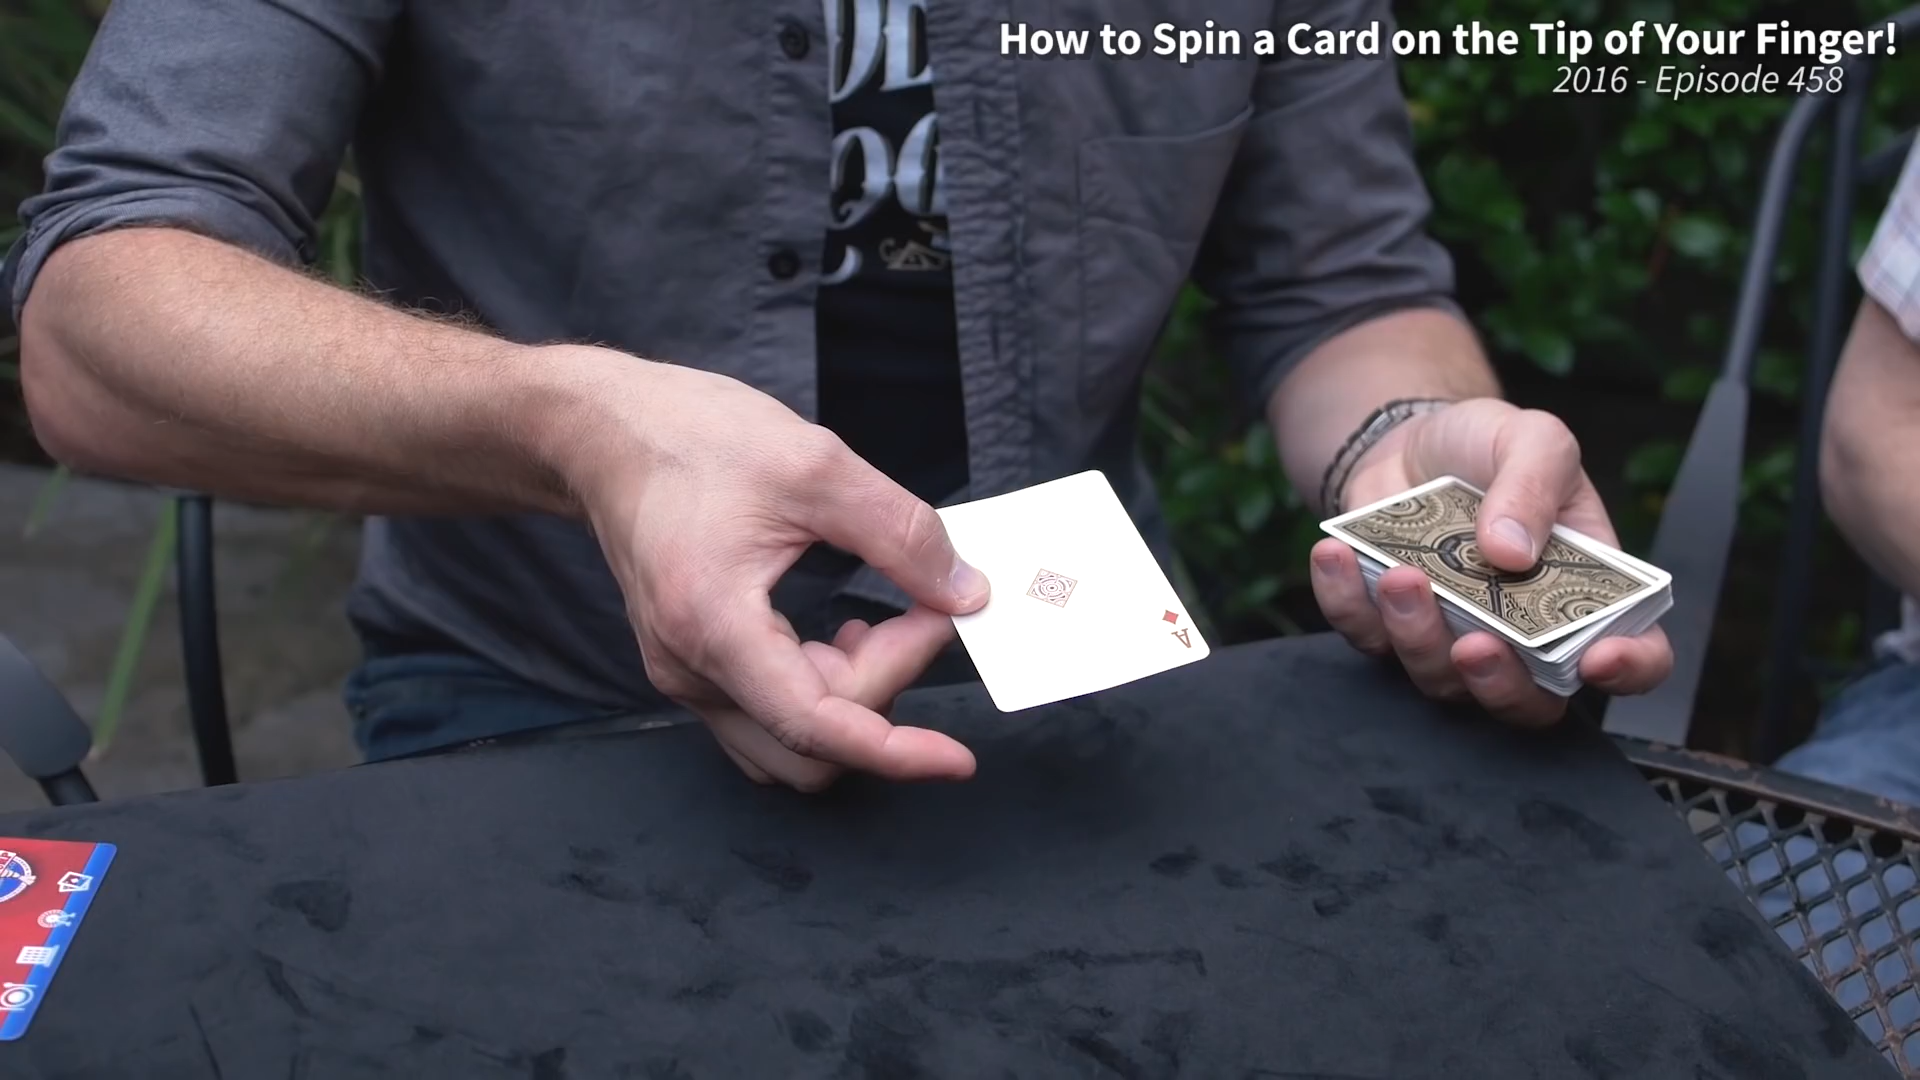 How to Spin a Card on the Tip of Your Finger!
2016 - Episode 458
A